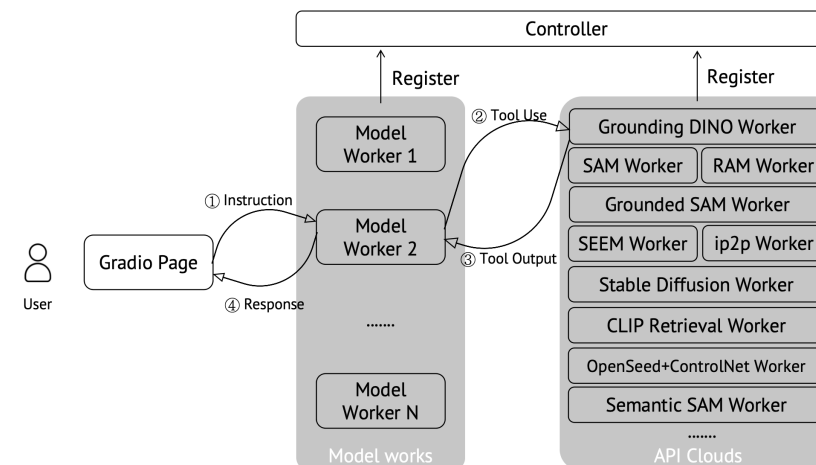 Controller
Register
Register
Model
Worker 1
② Tool Use
Grounding DINO Worker
SAM Worker
RAM Worker
① Instruction
Grounded SAM Worker
Gradio Page
Model
Worker 2
SEEM Worker
ip2p Worker
③ Tool Output
User
④ Response
Stable Diffusion Worker
.......
CLIP Retrieval Worker
OpenSeed+ControlNet Worker
Model
Worker N
Semantic SAM Worker
.......
Model works
API Clouds